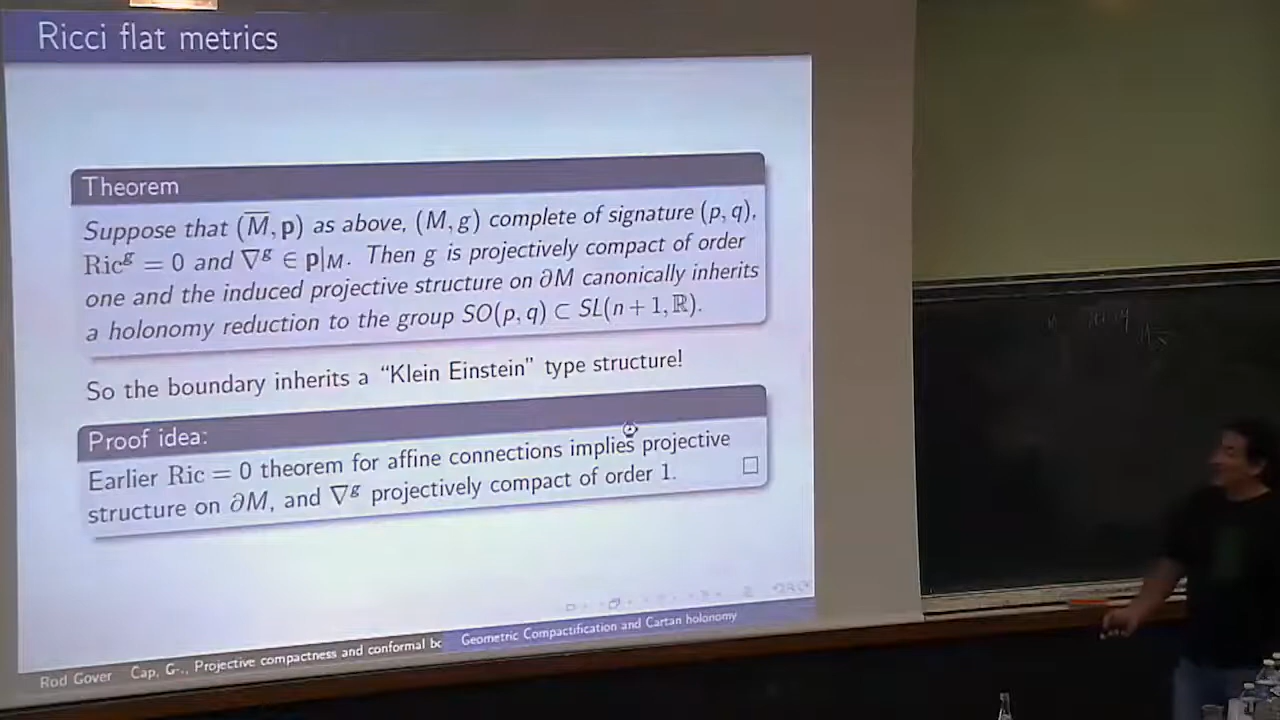 Ricci flat metrics
Theorem
Suppose that (M̅, p) as above, (M, g) complete of signature (p, q),
Ric^g = 0 and ∇^g ∈ p|_M. Then g is projectively compact of order
one and the induced projective structure on ∂M canonically inherits
a holonomy reduction to the group SO(p, q) ⊂ SL(n + 1, ℝ).
So the boundary inherits a “Klein Einstein” type structure!
Proof idea:
Earlier Ric = 0 theorem for affine connections implies projective
structure on ∂M, and ∇^g projectively compact of order 1. □
Rod Gover Cap, G-., Projective compactness and conformal bc Geometric Compactification and Cartan holonomy